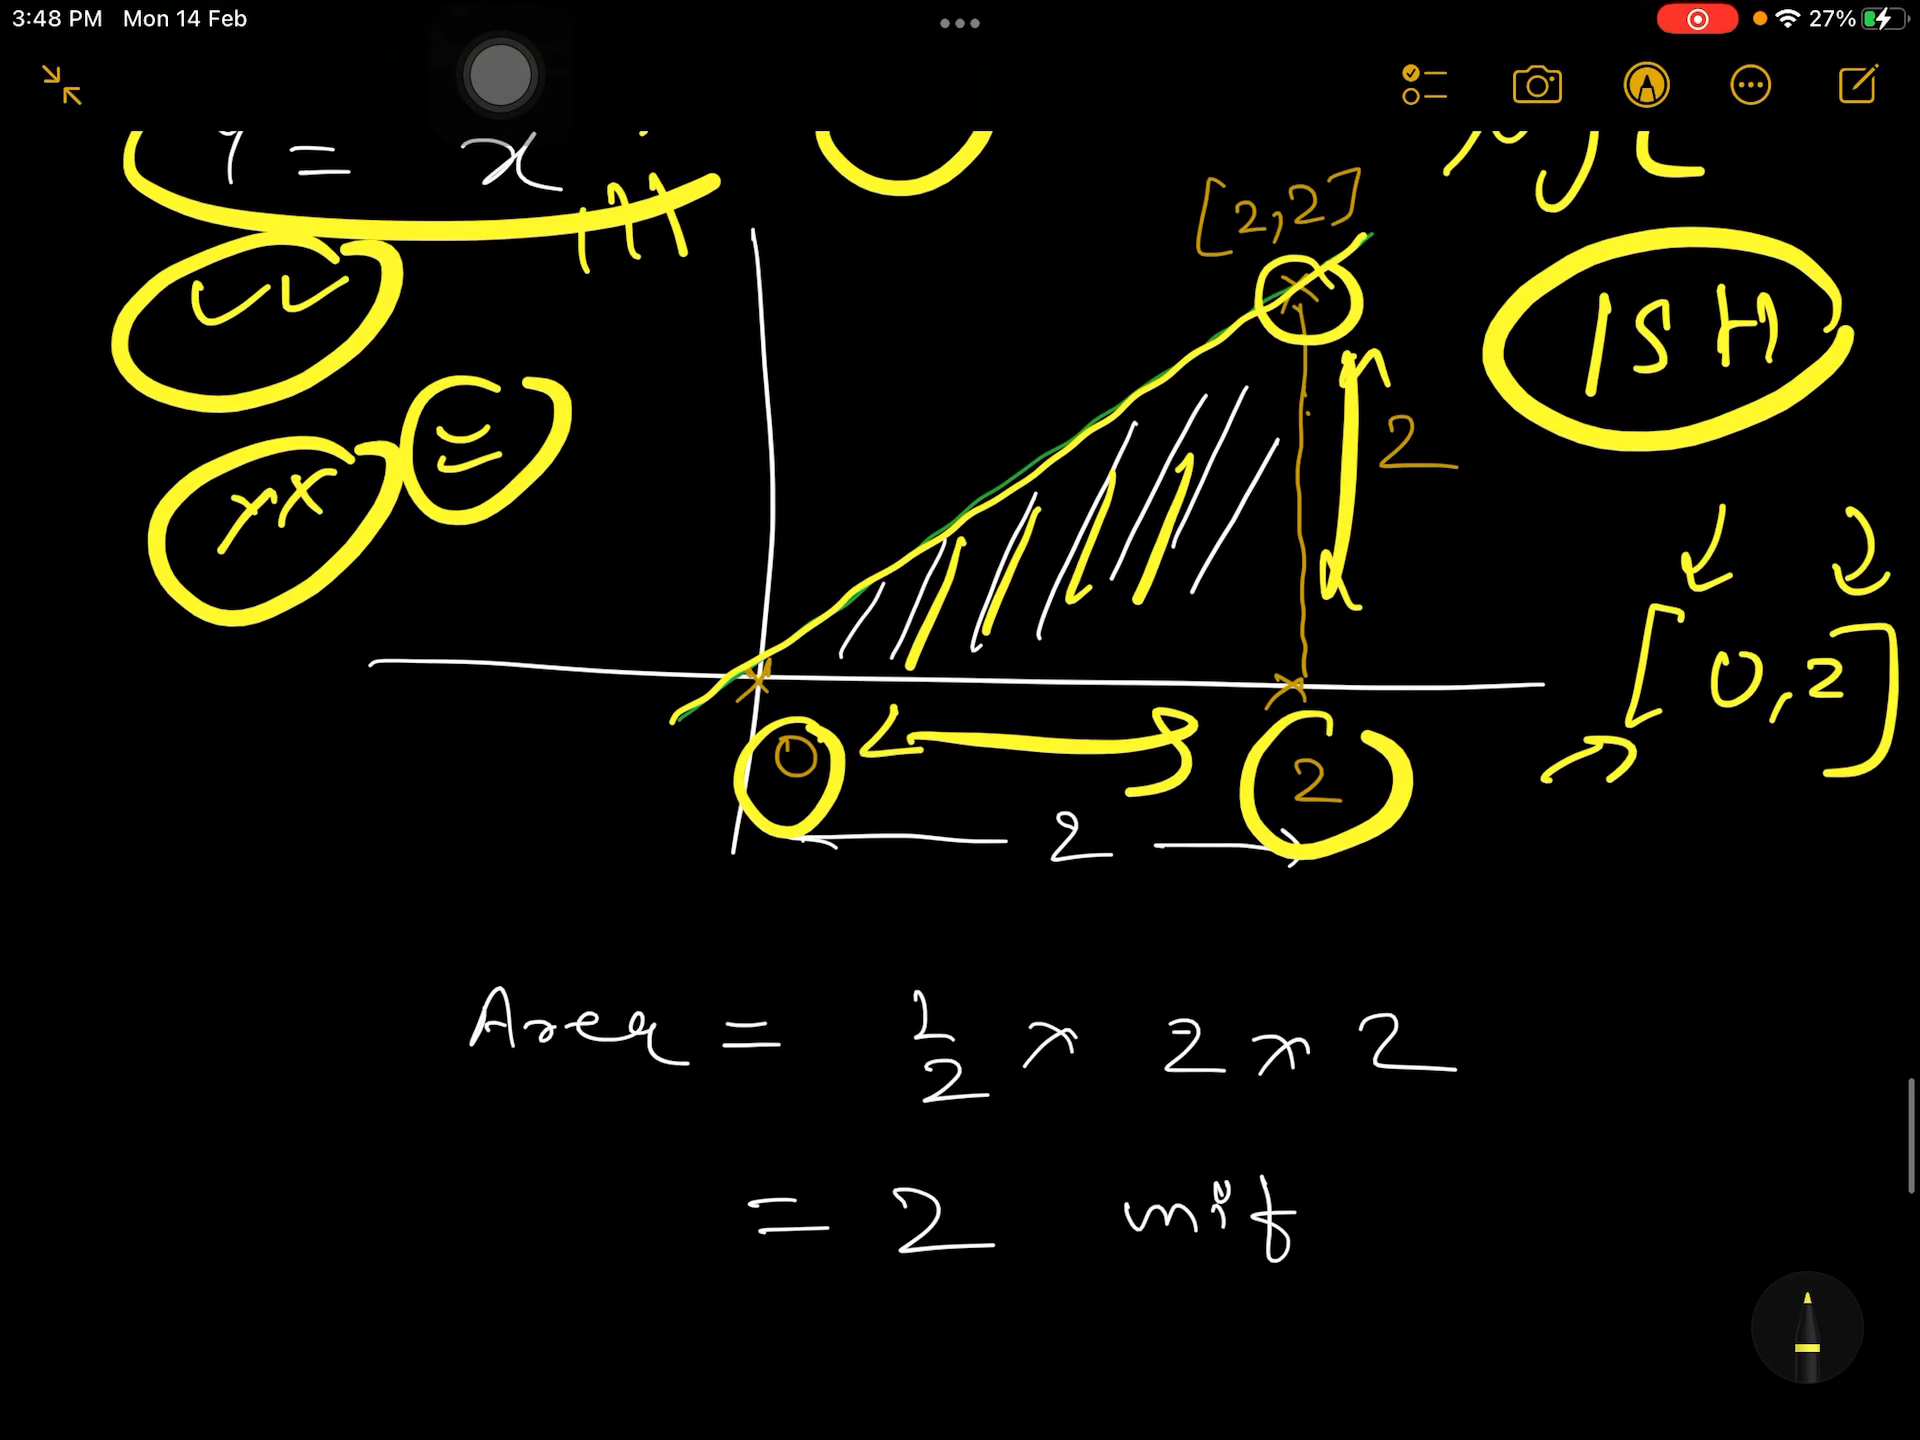 3:48 PM Mon 14 Feb
27%
y = x
[2,2]
ISH
2
[0,2]
0
2
2
Area = 1/2 x 2 x 2
= 2